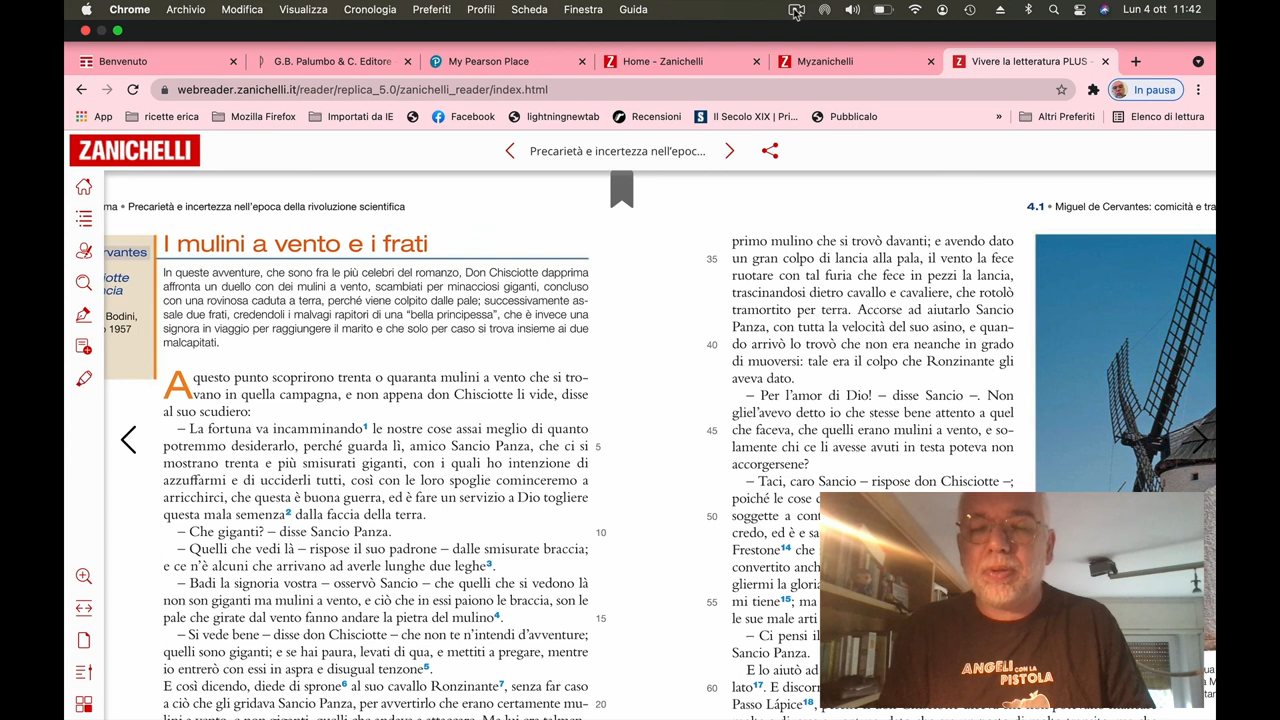 Chrome Archivio Modifica Visualizza Cronologia Preferiti Profili Scheda Finestra Guida Lun 4 ott 11:42
Benvenuto G.B. Palumbo & C. Editore - My Pearson Place Home - Zanichelli Myzanichelli Vivere la letteratura PLUS -
webreader.zanichelli.it/reader/replica_5.0/zanichelli_reader/index.html In pausa
App ricette erica Mozilla Firefox Importati da IE Facebook lightningnewtab Recensioni Il Secolo XIX | Pri... Pubblicalo » Altri Preferiti Elenco di lettura
ZANICHELLI Precarietà e incertezza nell'epoc...
ma • Precarietà e incertezza nell'epoca della rivoluzione scientifica
rvantes
iotte
cia
Bodini,
1957
I mulini a vento e i frati
In queste avventure, che sono fra le più celebri del romanzo, Don Chisciotte dapprima
affronta un duello con dei mulini a vento, scambiati per minacciosi giganti, concluso
con una rovinosa caduta a terra, perché viene colpito dalle pale; successivamente as-
sale due frati, credendoli i malvagi rapitori di una "bella principessa", che è invece una
signora in viaggio per raggiungere il marito e che solo per caso si trova insieme ai due
malcapitati.
A questo punto scoprirono trenta o quaranta mulini a vento che si tro-
vano in quella campagna, e non appena don Chisciotte li vide, disse
al suo scudiero:
– La fortuna va incamminando1 le nostre cose assai meglio di quanto
potremmo desiderarlo, perché guarda lì, amico Sancio Panza, che ci si 5
mostrano trenta e più smisurati giganti, con i quali ho intenzione di
azzuffarmi e di ucciderli tutti, così con le loro spoglie cominceremo a
arricchirci, che questa è buona guerra, ed è fare un servizio a Dio togliere
questa mala semenza2 dalla faccia della terra.
– Che giganti? – disse Sancio Panza. 10
– Quelli che vedi là – rispose il suo padrone – dalle smisurate braccia;
e ce n'è alcuni che arrivano ad averle lunghe due leghe3.
– Badi la signoria vostra – osservò Sancio – che quelli che si vedono là
non son giganti ma mulini a vento, e ciò che in essi paiono le braccia, son le
pale che girate dal vento fanno andare la pietra del mulino4. 15
– Si vede bene – disse don Chisciotte – che non te n'intendi d'avventure;
quelli sono giganti; e se hai paura, levati di qua, e mettiti a pregare, mentre
io entrerò con essi in aspra e disugual tenzone5.
E così dicendo, diede di sprone6 al suo cavallo Ronzinante7, senza far caso
a ciò che gli gridava Sancio Panza, per avvertirlo che erano certamente mu- 20
4.1 • Miguel de Cervantes: comicità e tra
primo mulino che si trovò davanti; e avendo dato
35 un gran colpo di lancia alla pala, il vento la fece
ruotare con tal furia che fece in pezzi la lancia,
trascinandosi dietro cavallo e cavaliere, che rotolò
tramortito per terra. Accorse ad aiutarlo Sancio
Panza, con tutta la velocità del suo asino, e quan-
40 do arrivò lo trovò che non era neanche in grado
di muoversi: tale era il colpo che Ronzinante gli
aveva dato.
– Per l'amor di Dio! – disse Sancio –. Non
gliel'avevo detto io che stesse bene attento a quel
45 che faceva, che quelli erano mulini a vento, e so-
lamente chi ce li avesse avuti in testa poteva non
accorgersene?
– Taci, caro Sancio – rispose don Chisciotte –;
poiché le cose
50 soggette a cont
credo, ed è e sa
Frestone14 che
convertito anch
gliermi la gloria
55 mi tiene15; ma
le sue male arti
– Ci pensi il
Sancio Panza.
E lo aiutò ad
60 lato17. E discor
Passo Làpice18,
ANGELI CON LA
PISTOLA